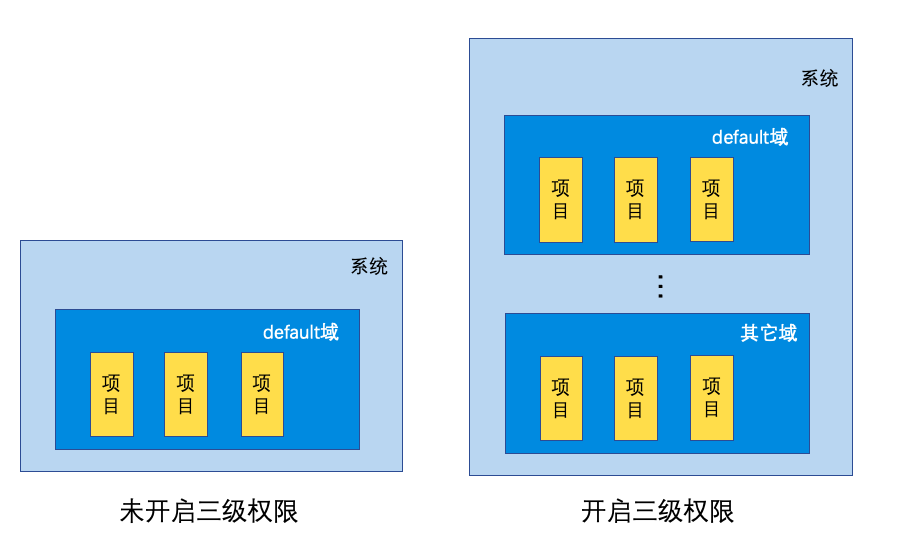 系统
default域
项目
项目
项目
未开启三级权限
系统
default域
项目
项目
项目
⋮
其它域
项目
项目
项目
开启三级权限